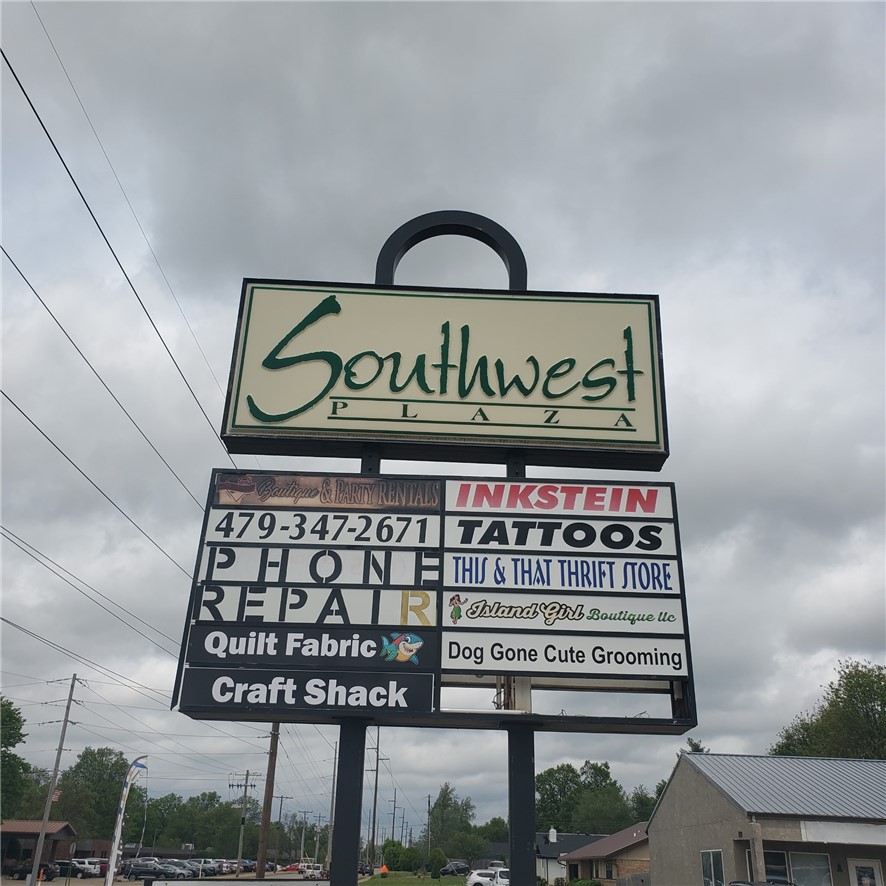 Southwest
PLAZA
Boutique & PARTY RENTALS
479-347-2671
PHONE
REPAIR
Quilt Fabric
Craft Shack
INKSTEIN
TATTOOS
THIS & THAT THRIFT STORE
Island Girl Boutique llc
Dog Gone Cute Grooming